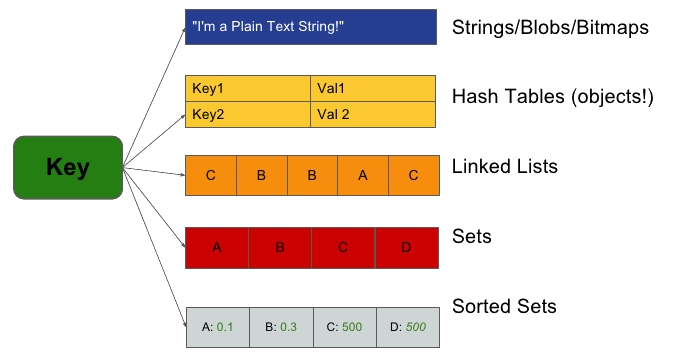 "I'm a Plain Text String!"
Strings/Blobs/Bitmaps
Key1 Val1
Key2 Val 2
Hash Tables (objects!)
Key
C B B A C
Linked Lists
A B C D
Sets
A: 0.1 B: 0.3 C: 500 D: 500
Sorted Sets